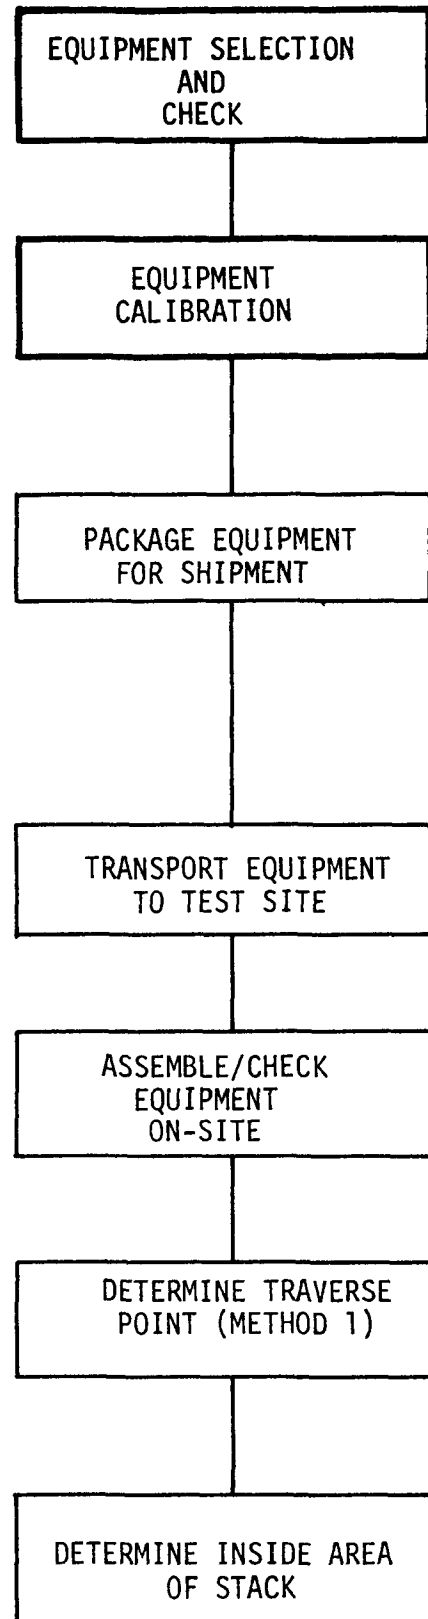 EQUIPMENT SELECTION
AND
CHECK
EQUIPMENT
CALIBRATION
PACKAGE EQUIPMENT
FOR SHIPMENT
TRANSPORT EQUIPMENT
TO TEST SITE
ASSEMBLE/CHECK
EQUIPMENT
ON-SITE
DETERMINE TRAVERSE
POINT (METHOD 1)
DETERMINE INSIDE AREA
OF STACK